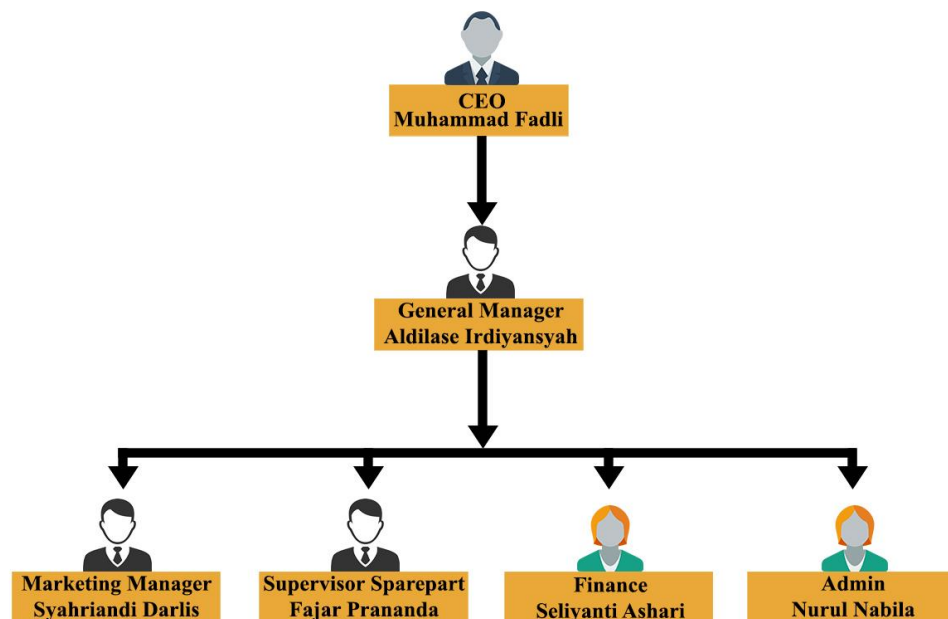 CEO
Muhammad Fadli
General Manager
Aldilase Irdiyansyah
Marketing Manager
Syahriandi Darlis
Supervisor Sparepart
Fajar Prananda
Finance
Seliyanti Ashari
Admin
Nurul Nabila